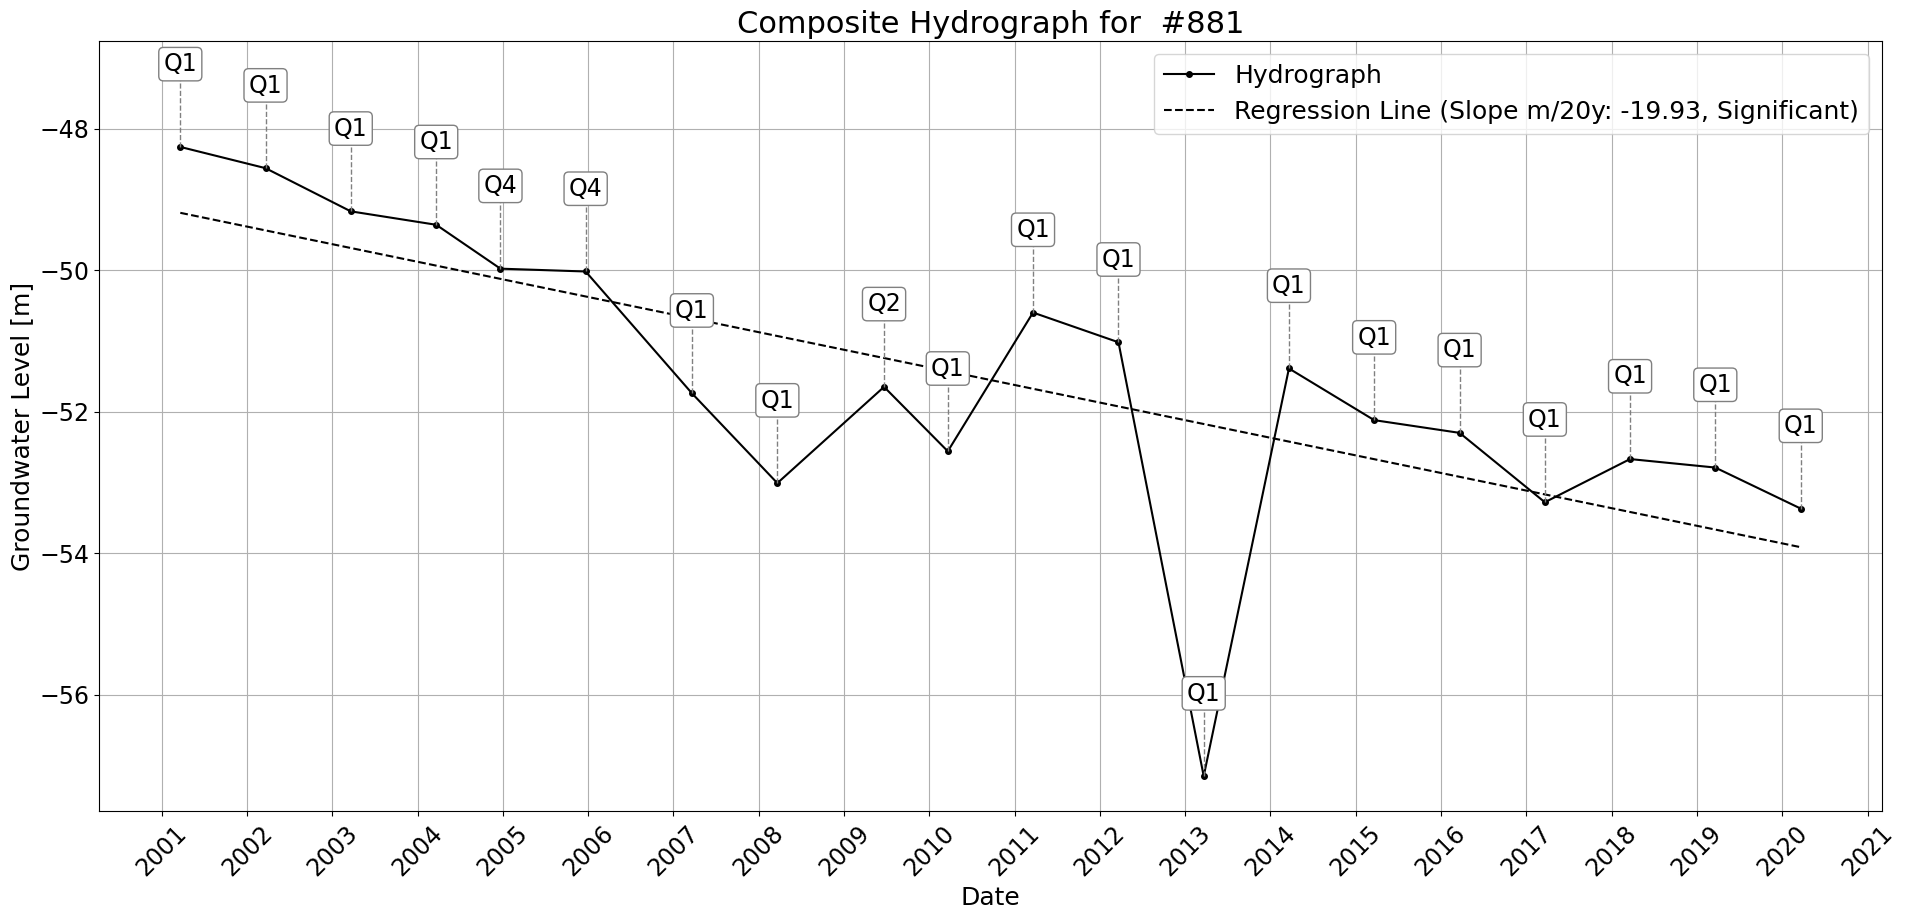 Composite Hydrograph for  #881
Hydrograph
Regression Line (Slope m/20y: -19.93, Significant)
Q1
Q1
Q1
Q1
Q4
Q4
Q1
Q1
Q2
Q1
Q1
Q1
Q1
Q1
Q1
Q1
Q1
Q1
Q1
Q1
Groundwater Level [m]
−48
−50
−52
−54
−56
2001
2002
2003
2004
2005
2006
2007
2008
2009
2010
2011
2012
2013
2014
2015
2016
2017
2018
2019
2020
2021
Date